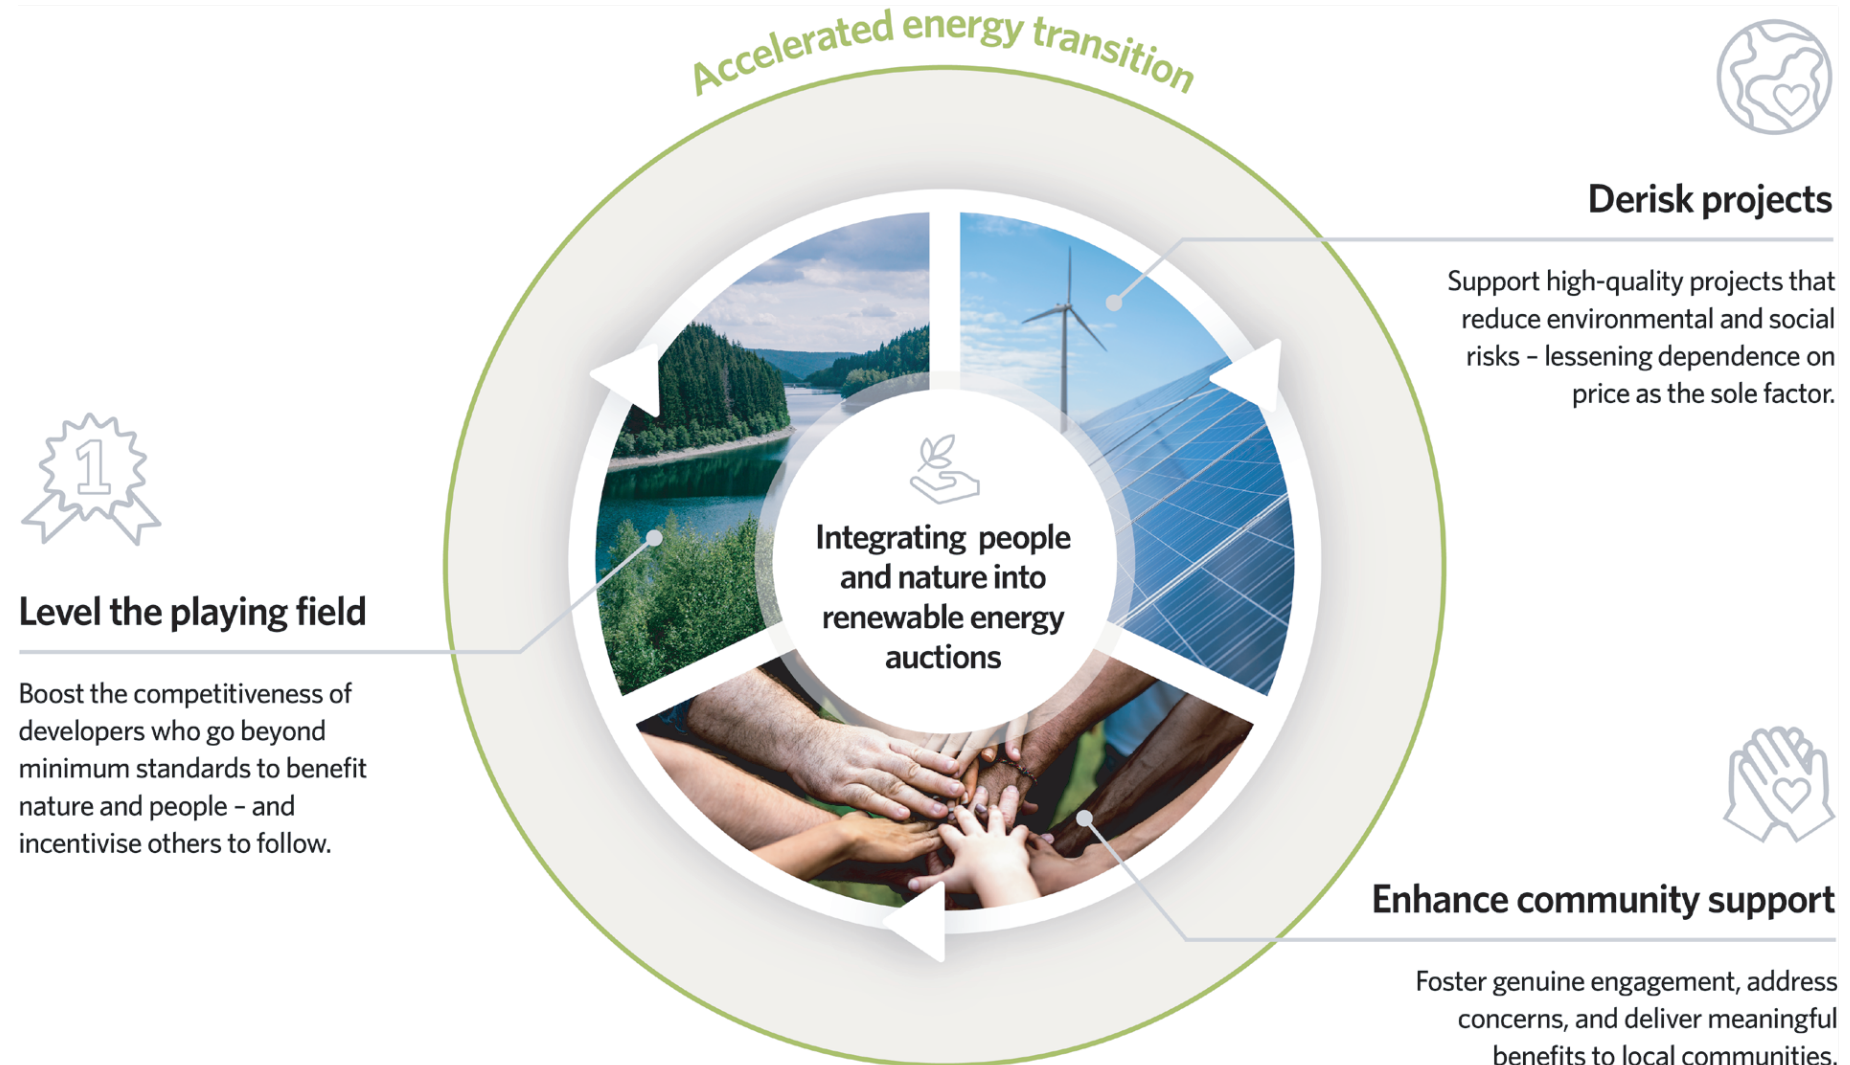 Accelerated energy transition
Derisk projects
Support high-quality projects that
reduce environmental and social
risks – lessening dependence on
price as the sole factor.
1
Level the playing field
Boost the competitiveness of
developers who go beyond
minimum standards to benefit
nature and people – and
incentivise others to follow.
Integrating people
and nature into
renewable energy
auctions
Enhance community support
Foster genuine engagement, address
concerns, and deliver meaningful
benefits to local communities.